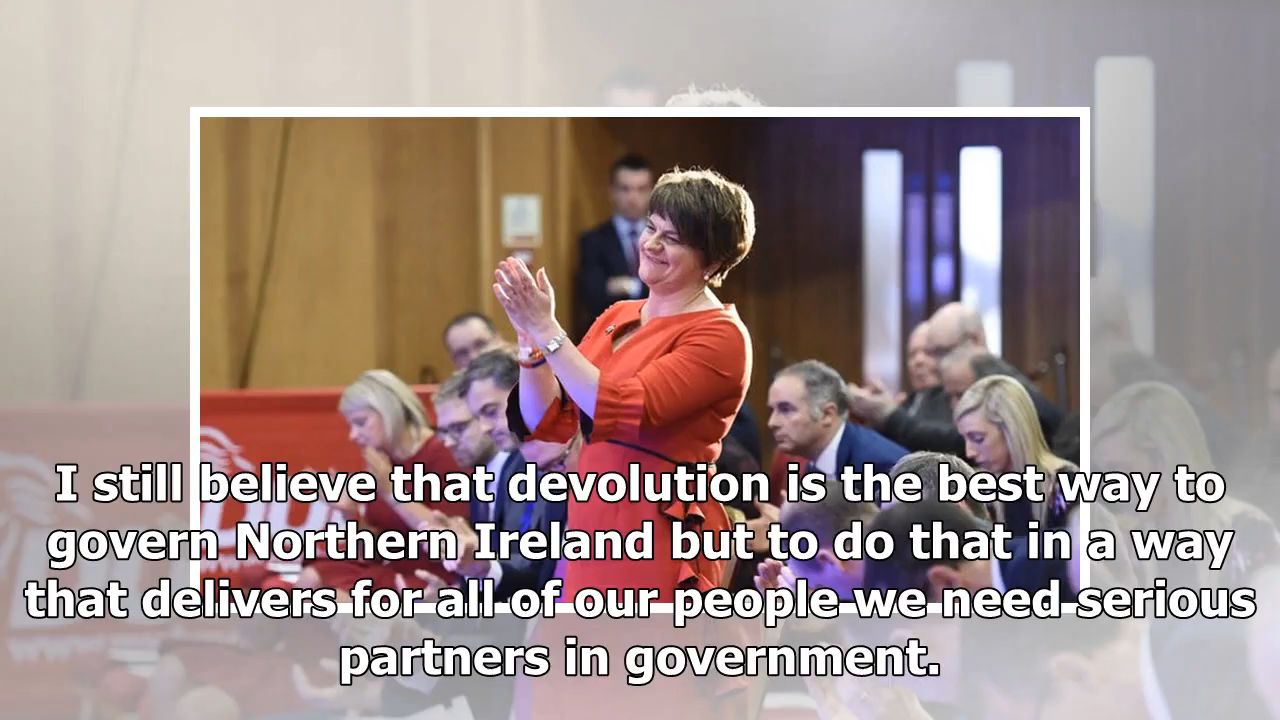 I still believe that devolution is the best way to
govern Northern Ireland but to do that in a way
that delivers for all of our people we need serious
partners in government.